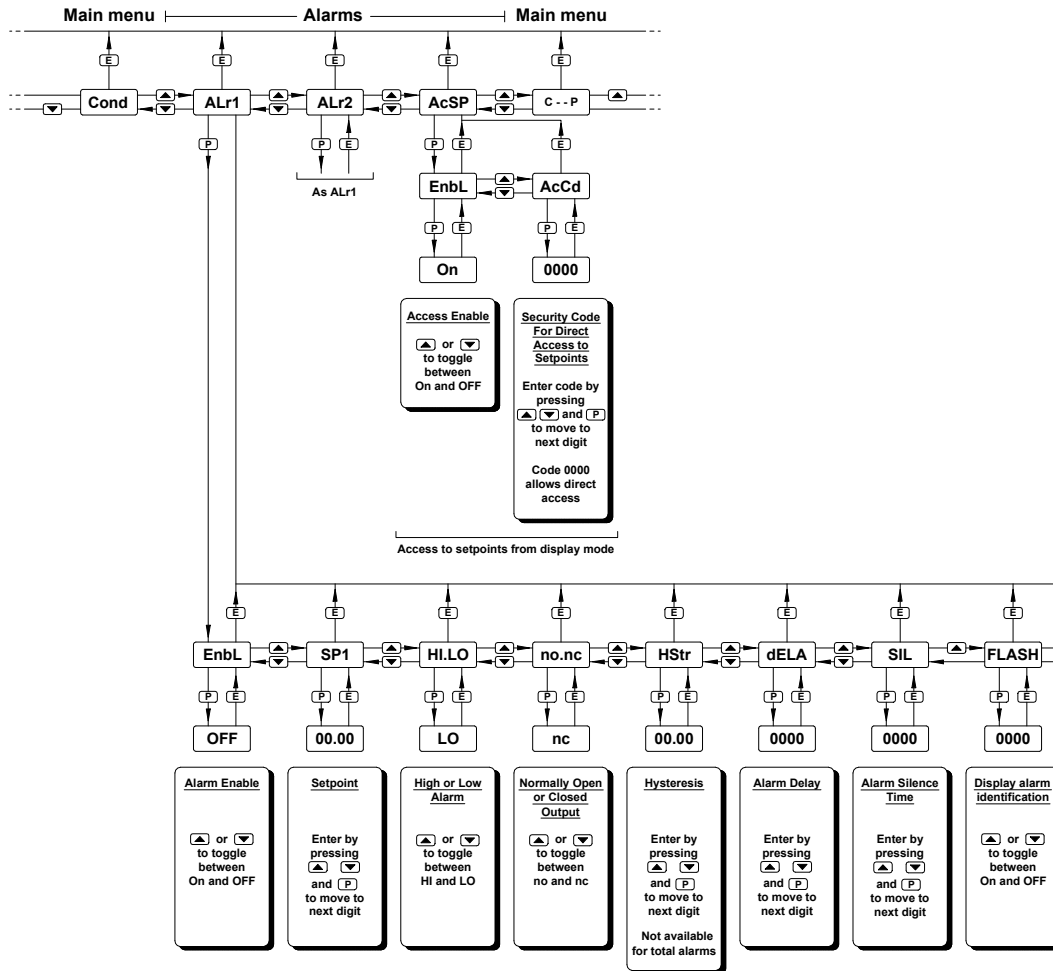 Main menu Alarms Main menu
E E E E E
Cond ALr1 ALr2 AcSP C - - P
P P E P E E
As ALr1
EnbL AcCd
P E P E
On 0000
Access Enable
or
to toggle
between
On and OFF
Security Code
For Direct
Access to
Setpoints
Enter code by
pressing
and P
to move to
next digit
Code 0000
allows direct
access
Access to setpoints from display mode
E E E E E E E E
EnbL SP1 HI.LO no.nc HStr dELA SIL FLASH
P E P E P E P E P E P E P E P E
OFF 00.00 LO nc 00.00 0000 0000 0000
Alarm Enable
or
to toggle
between
On and OFF
Setpoint
Enter by
pressing
and P
to move to
next digit
High or Low
Alarm
or
to toggle
between
HI and LO
Normally Open
or Closed
Output
or
to toggle
between
no and nc
Hysteresis
Enter by
pressing
and P
to move to
next digit
Not available
for total alarms
Alarm Delay
Enter by
pressing
and P
to move to
next digit
Alarm Silence
Time
Enter by
pressing
and P
to move to
next digit
Display alarm
identification
or
to toggle
between
On and OFF